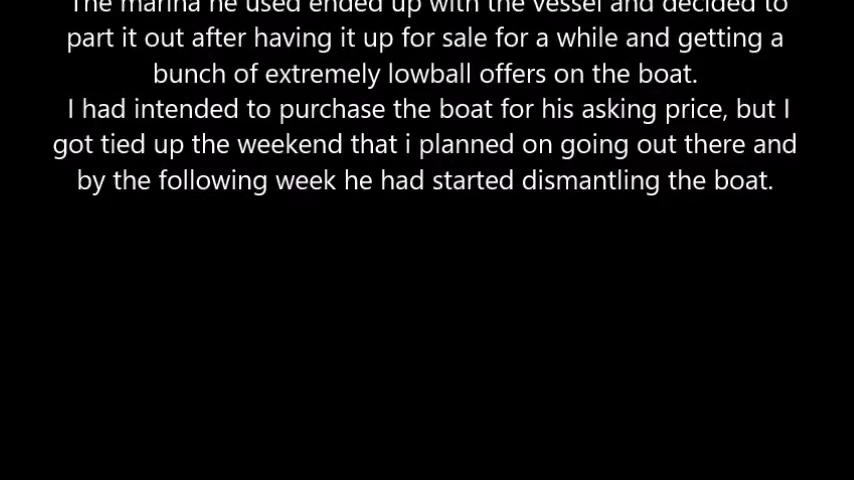 The marina he used ended up with the vessel and decided to
part it out after having it up for sale for a while and getting a
bunch of extremely lowball offers on the boat.
I had intended to purchase the boat for his asking price, but I
got tied up the weekend that i planned on going out there and
by the following week he had started dismantling the boat.